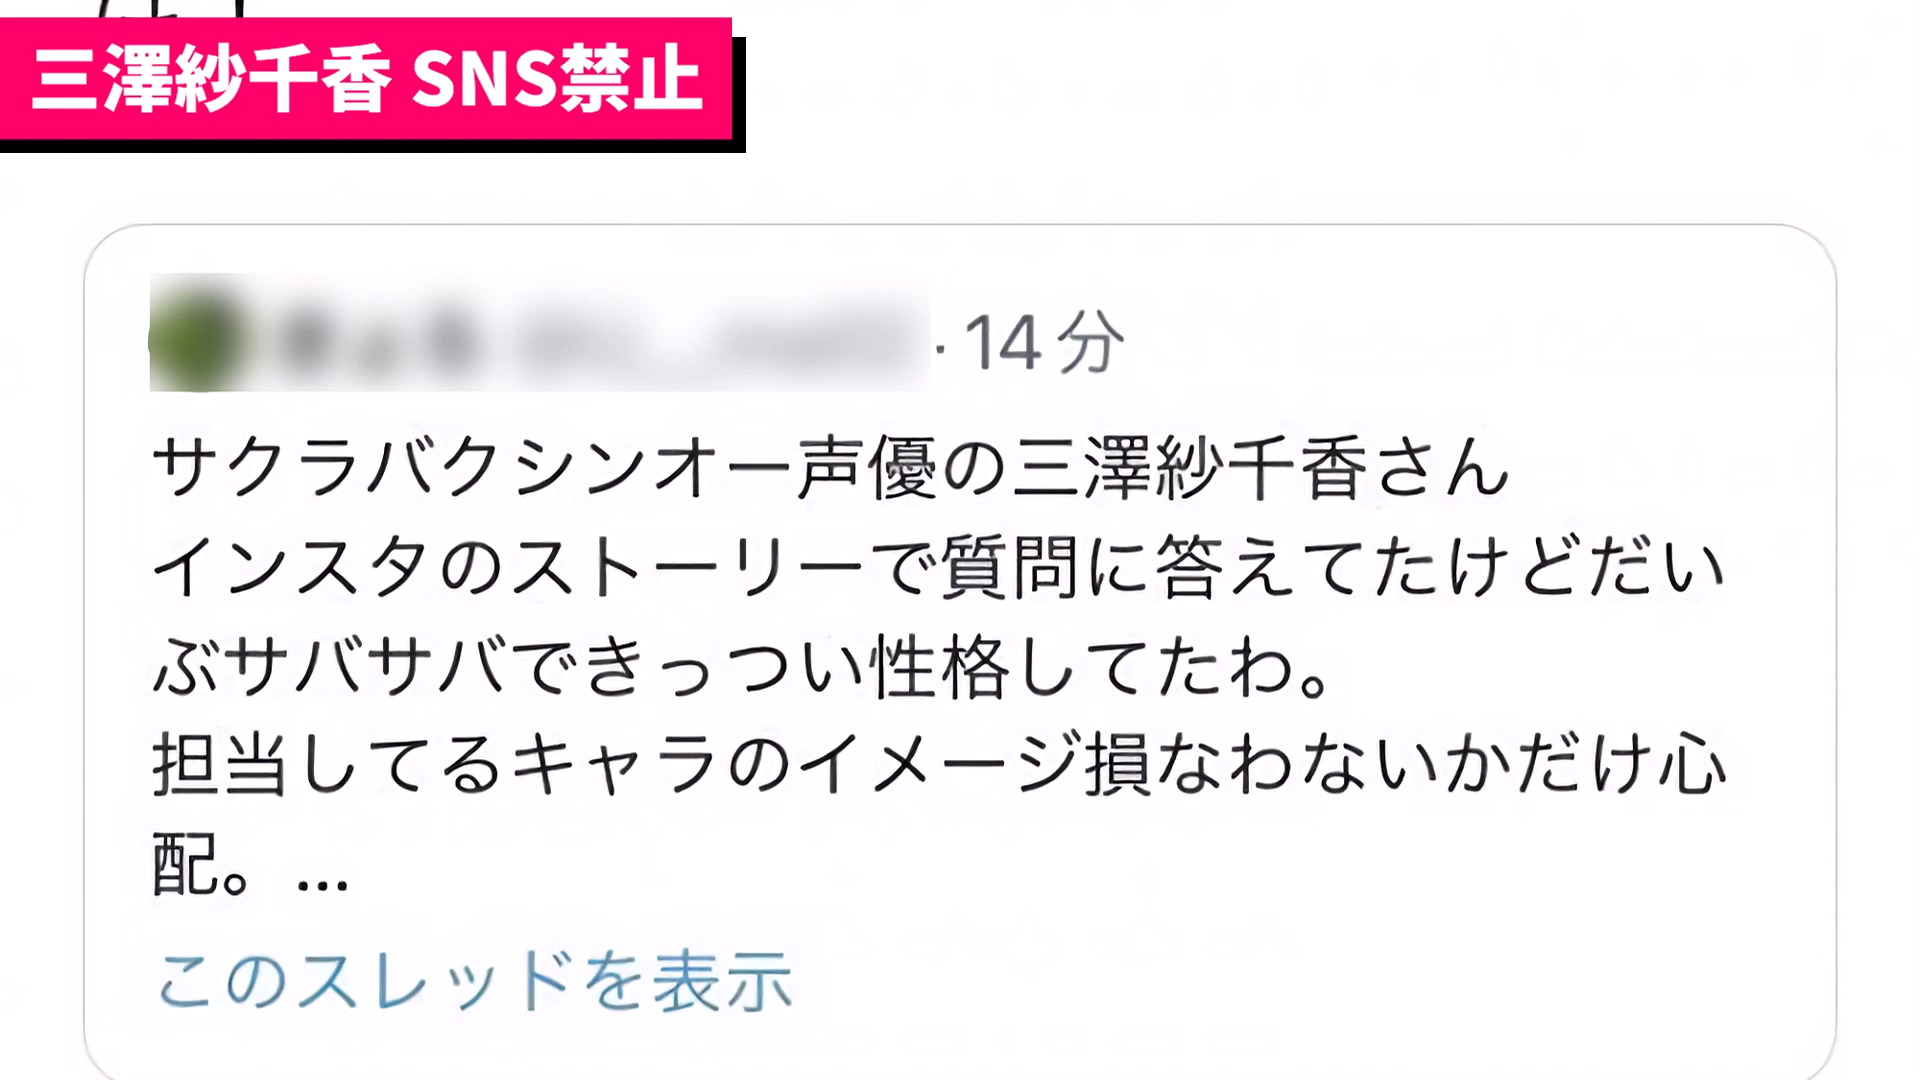 三澤紗千香 SNS禁止
· 14分
サクラバクシンオー声優の三澤紗千香さん
インスタのストーリーで質問に答えてたけどだい
ぶサバサバできっつい性格してたわ。
担当してるキャラのイメージ損なわないかだけ心
配。...
このスレッドを表示